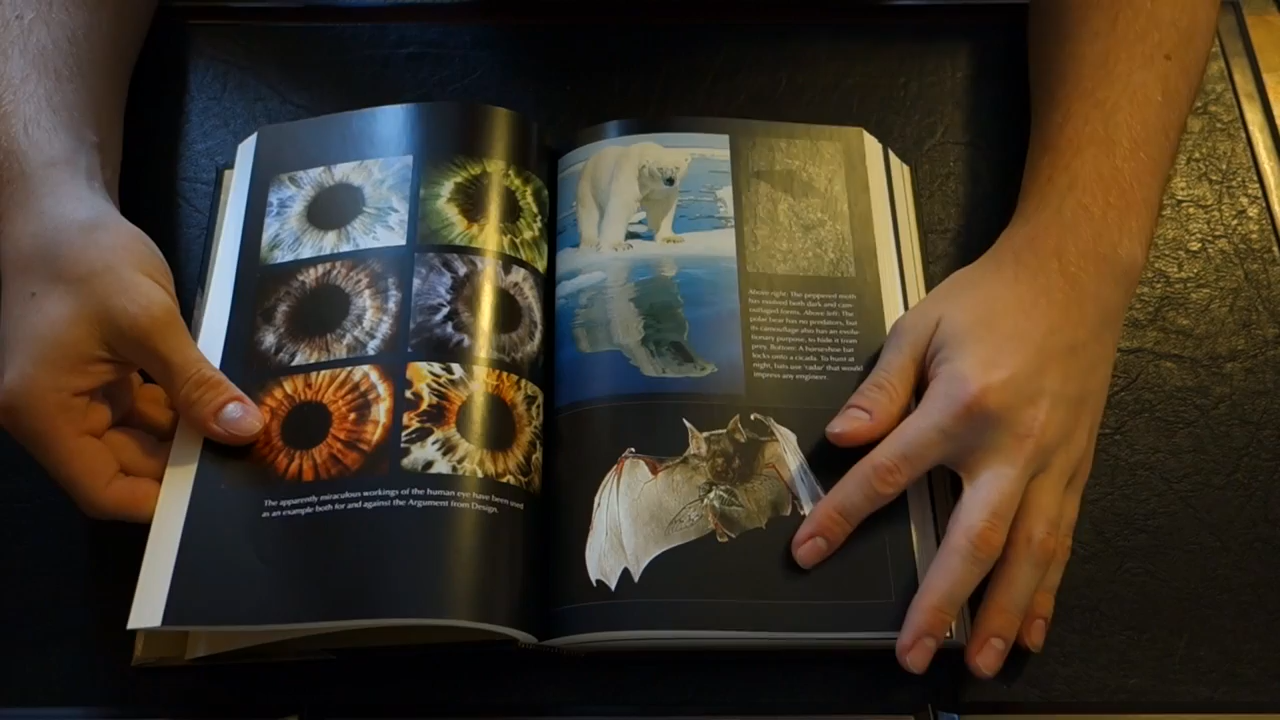 The apparently miraculous workings of the human eye have been used
as an example both for and against the Argument from Design.
Above right: The peppered moth
has evolved both dark and cam-
ouflaged forms. Above left: The
polar bear has no predators, but
its camouflage also has an evolu-
tionary purpose, to hide it from
prey. Bottom: A horseshoe bat
locks onto a cicada. To hunt at
night, bats use ‘radar’ that would
impress any engineer.